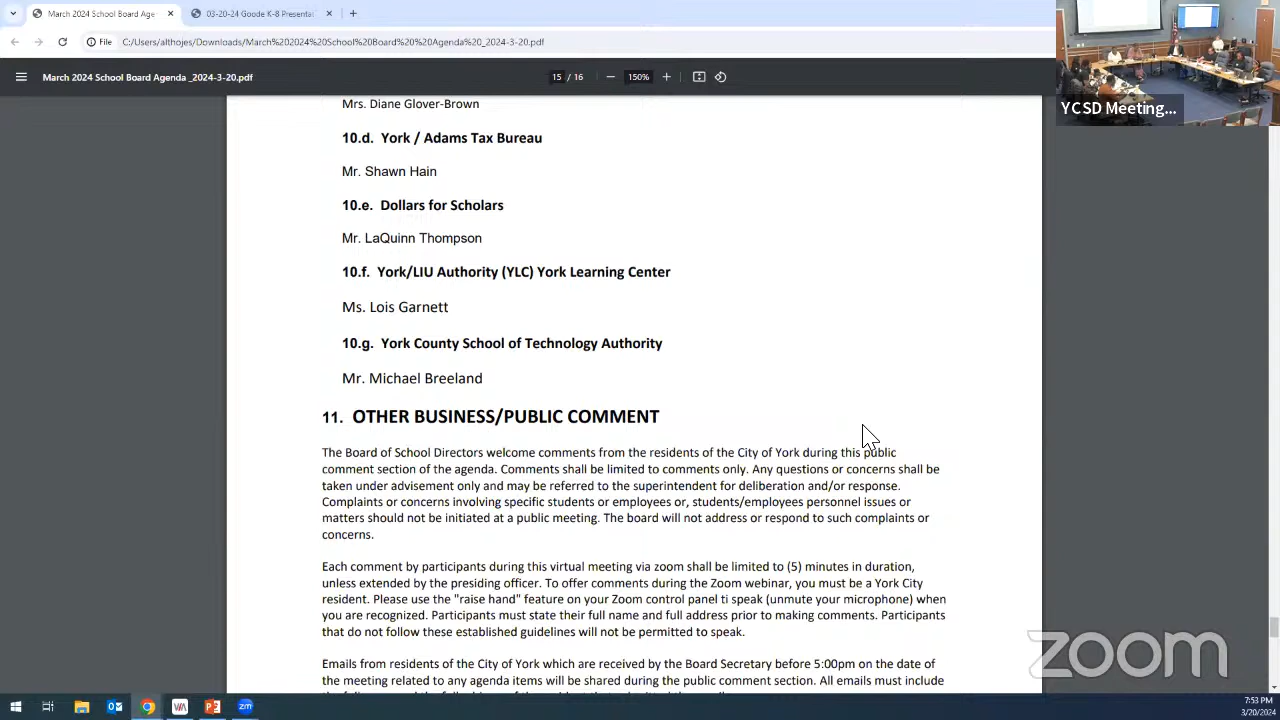 March 2024 School Board Age
03-20-24 Goode K-8 Presentat
File
C:/Users/althojes/Downloads/March%202024%20School%20Board%20%20Agenda%20_2024-3-20.pdf
March 2024 School Board Agenda _2024-3-20.pdf
15 / 16
150%
YCSD Meeting...
Mrs. Diane Glover-Brown
10.d. York / Adams Tax Bureau
Mr. Shawn Hain
10.e. Dollars for Scholars
Mr. LaQuinn Thompson
10.f. York/LIU Authority (YLC) York Learning Center
Ms. Lois Garnett
10.g. York County School of Technology Authority
Mr. Michael Breeland
11. OTHER BUSINESS/PUBLIC COMMENT
The Board of School Directors welcome comments from the residents of the City of York during this public
comment section of the agenda. Comments shall be limited to comments only. Any questions or concerns shall be
taken under advisement only and may be referred to the superintendent for deliberation and/or response.
Complaints or concerns involving specific students or employees or, students/employees personnel issues or
matters should not be initiated at a public meeting. The board will not address or respond to such complaints or
concerns.
Each comment by participants during this virtual meeting via zoom shall be limited to (5) minutes in duration,
unless extended by the presiding officer. To offer comments during the Zoom webinar, you must be a York City
resident. Please use the "raise hand" feature on your Zoom control panel ti speak (unmute your microphone) when
you are recognized. Participants must state their full name and full address prior to making comments. Participants
that do not follow these established guidelines will not be permitted to speak.
Emails from residents of the City of York which are received by the Board Secretary before 5:00pm on the date of
the meeting related to any agenda items will be shared during the public comment section. All emails must include
zoom
7:53 PM
3/20/2024